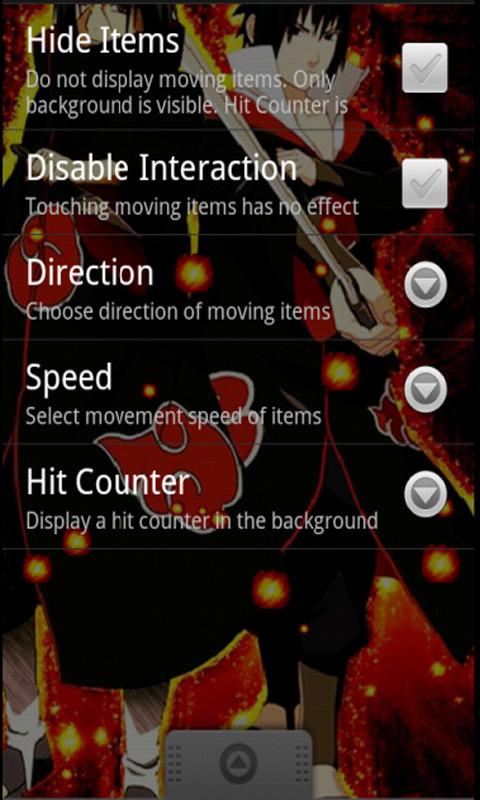 Hide Items
Do not display moving items. Only
background is visible. Hit Counter is
Disable Interaction
Touching moving items has no effect
Direction
Choose direction of moving items
Speed
Select movement speed of items
Hit Counter
Display a hit counter in the background